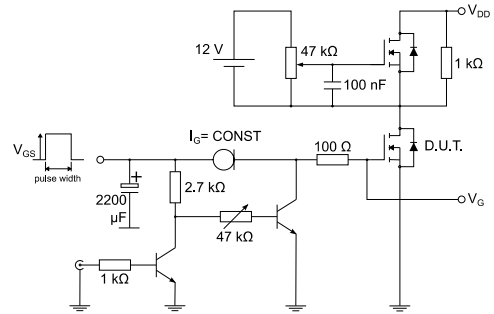 V_DD
12 V
47 kΩ
1 kΩ
100 nF
I_G= CONST
100 Ω
D.U.T.
V_GS
pulse width
+
2200
μF
2.7 kΩ
47 kΩ
V_G
1 kΩ